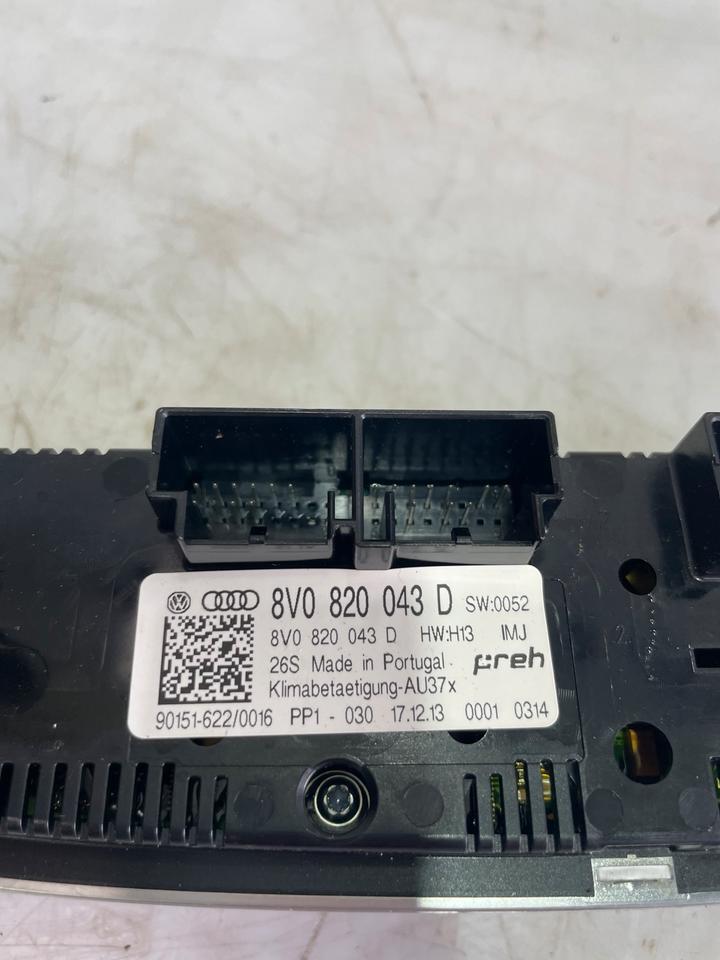 8V0 820 043 D SW:0052
8V0 820 043 D HW:H13 IMJ
26S Made in Portugal preh
Klimabetaetigung-AU37x
90151-622/0016 PP1 - 030 17.12.13 0001 0314